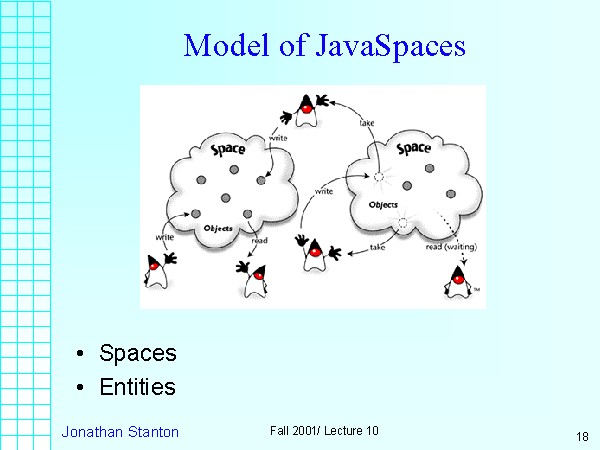 Model of JavaSpaces
take
write
Space
Space
write
Objects
Objects
write
read
take
read (waiting)
TM
• Spaces
• Entities
Jonathan Stanton
Fall 2001/ Lecture 10
18